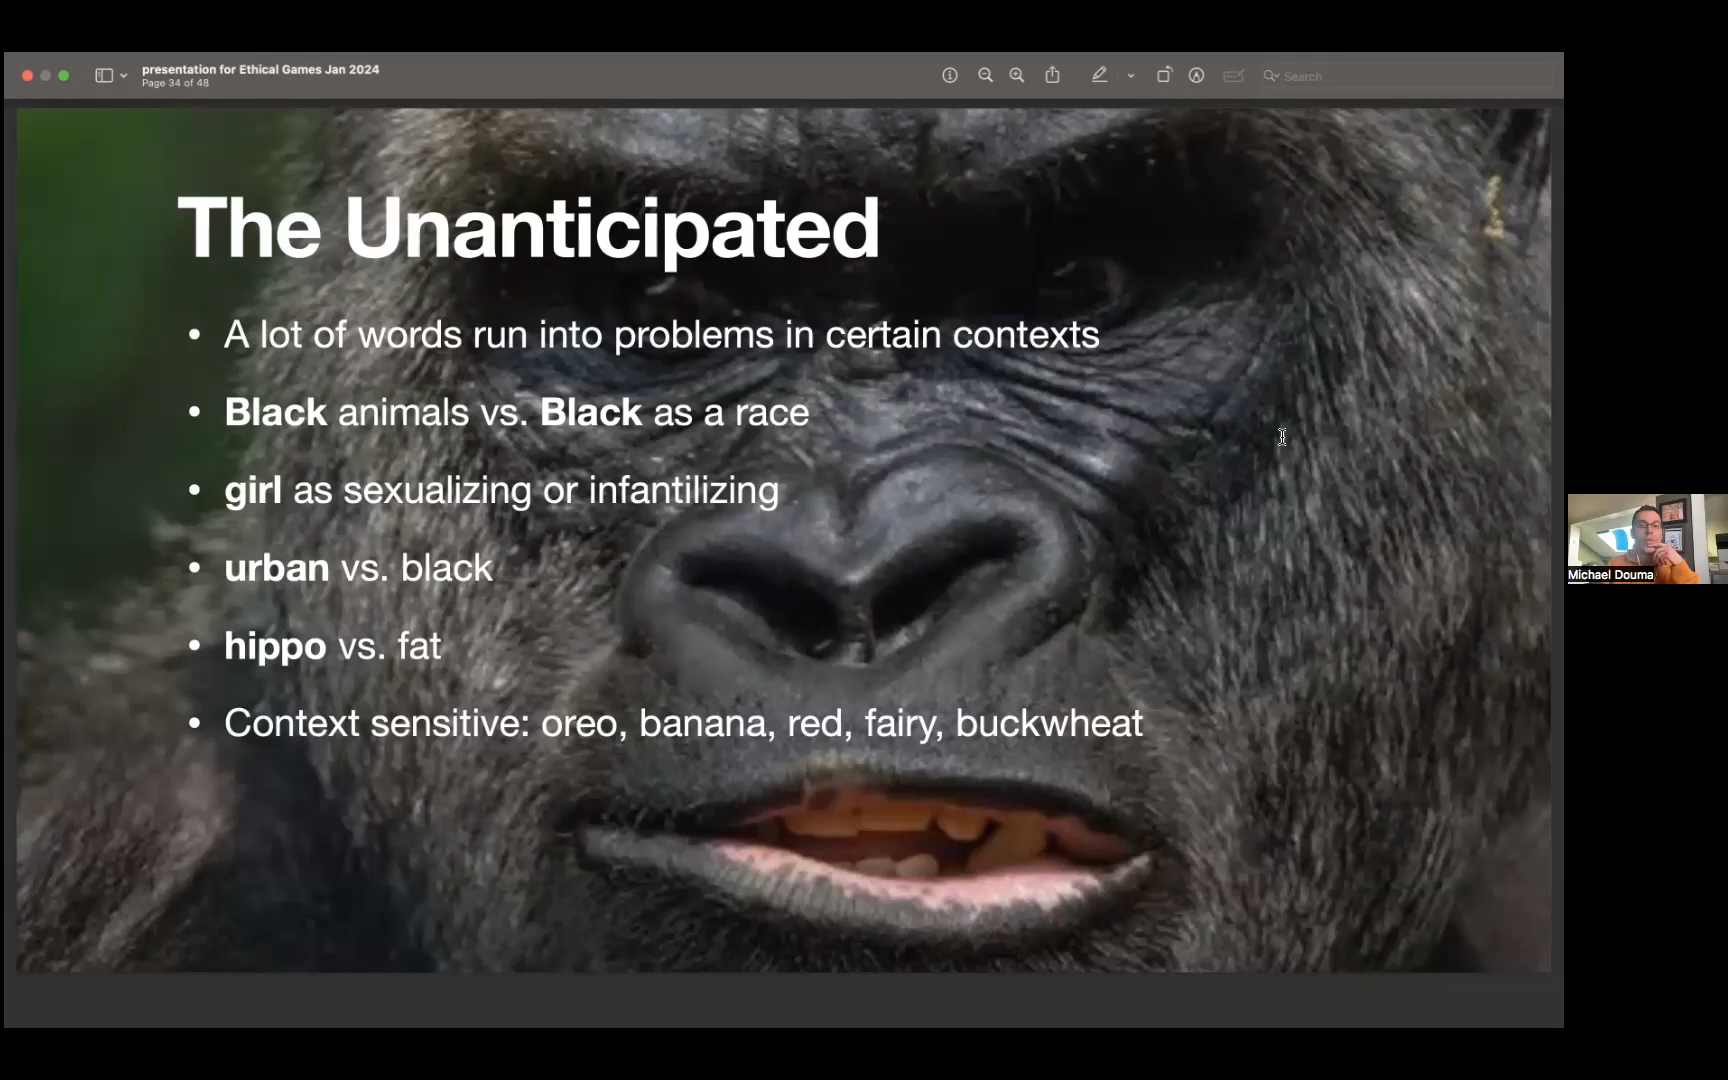 presentation for Ethical Games Jan 2024
Page 34 of 48
Search
The Unanticipated
• A lot of words run into problems in certain contexts
• Black animals vs. Black as a race
• girl as sexualizing or infantilizing
• urban vs. black
• hippo vs. fat
• Context sensitive: oreo, banana, red, fairy, buckwheat
Michael Douma